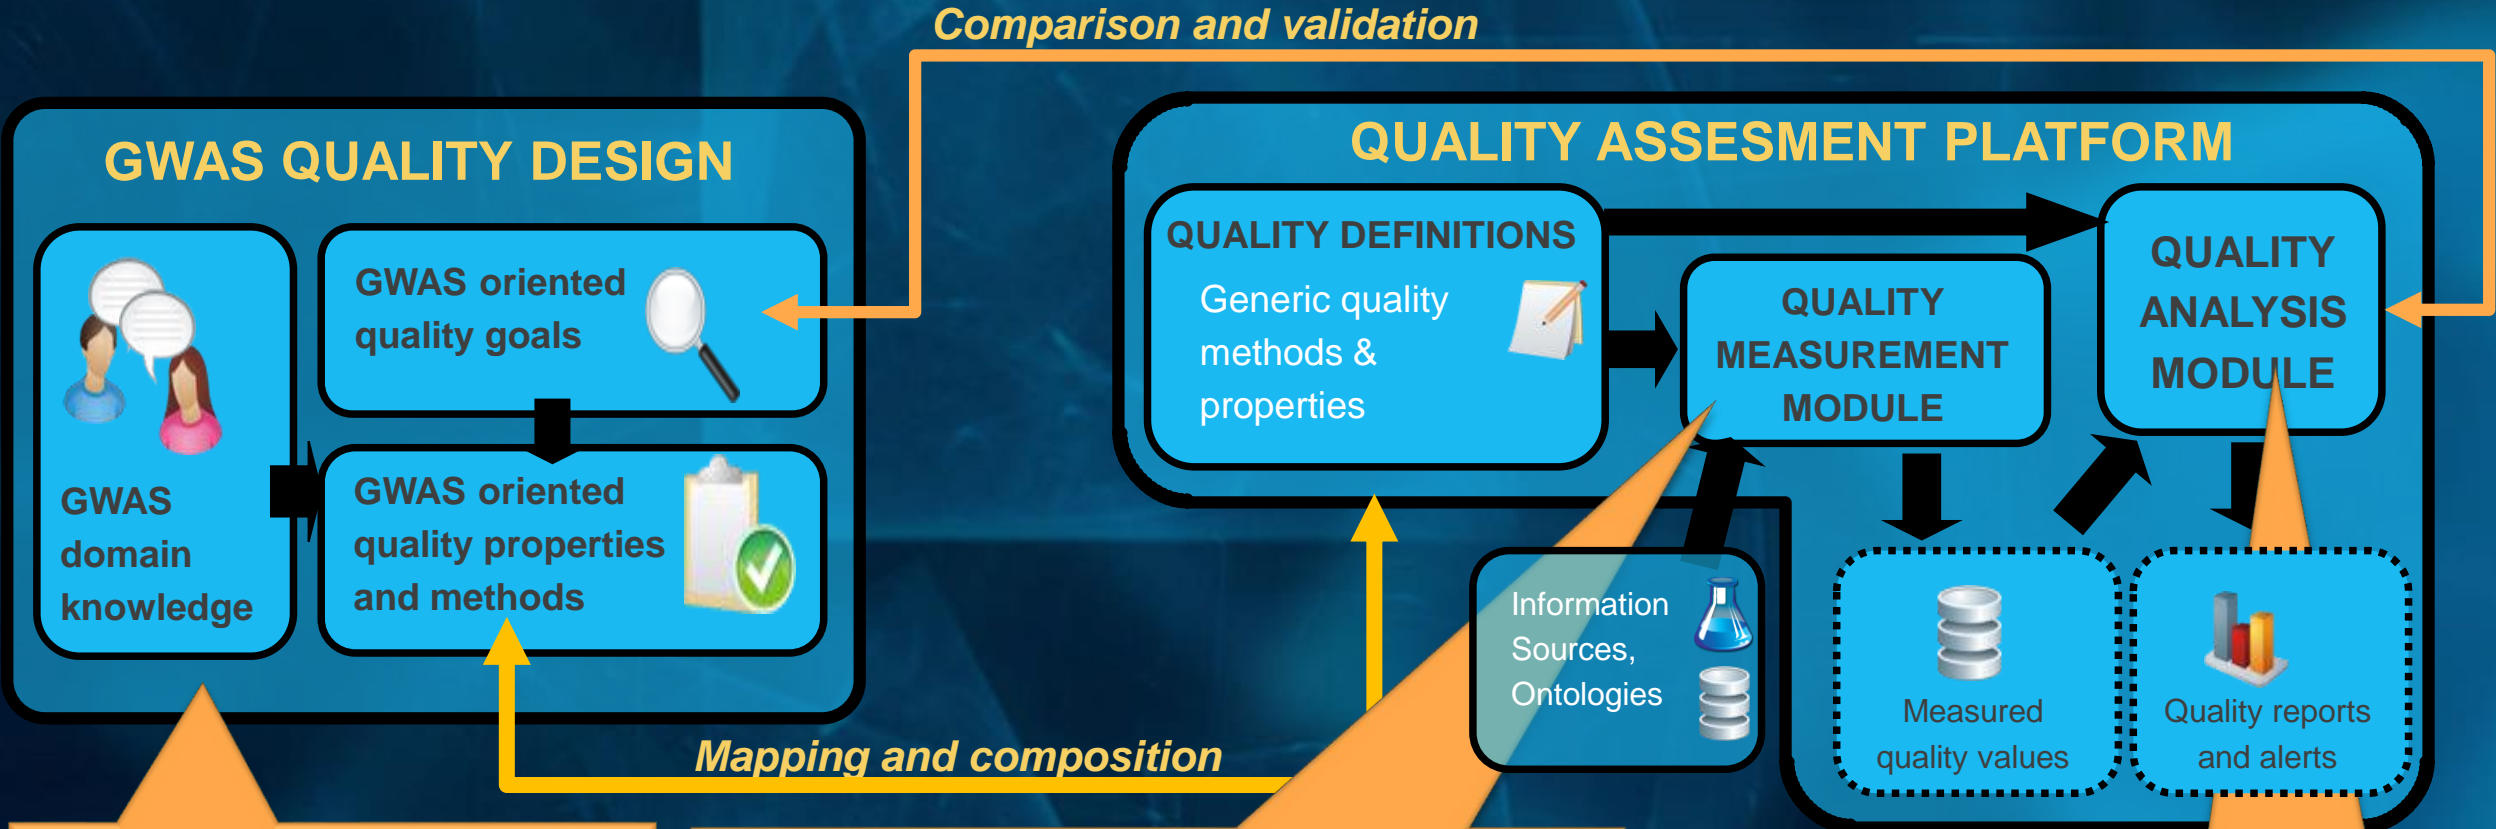 Comparison and validation
GWAS QUALITY DESIGN
GWAS
domain
knowledge
GWAS oriented
quality goals
GWAS oriented
quality properties
and methods
Mapping and composition
QUALITY ASSESMENT PLATFORM
QUALITY DEFINITIONS
Generic quality
methods &
properties
QUALITY
MEASUREMENT
MODULE
QUALITY
ANALYSIS
MODULE
Information
Sources,
Ontologies
Measured
quality values
Quality reports
and alerts